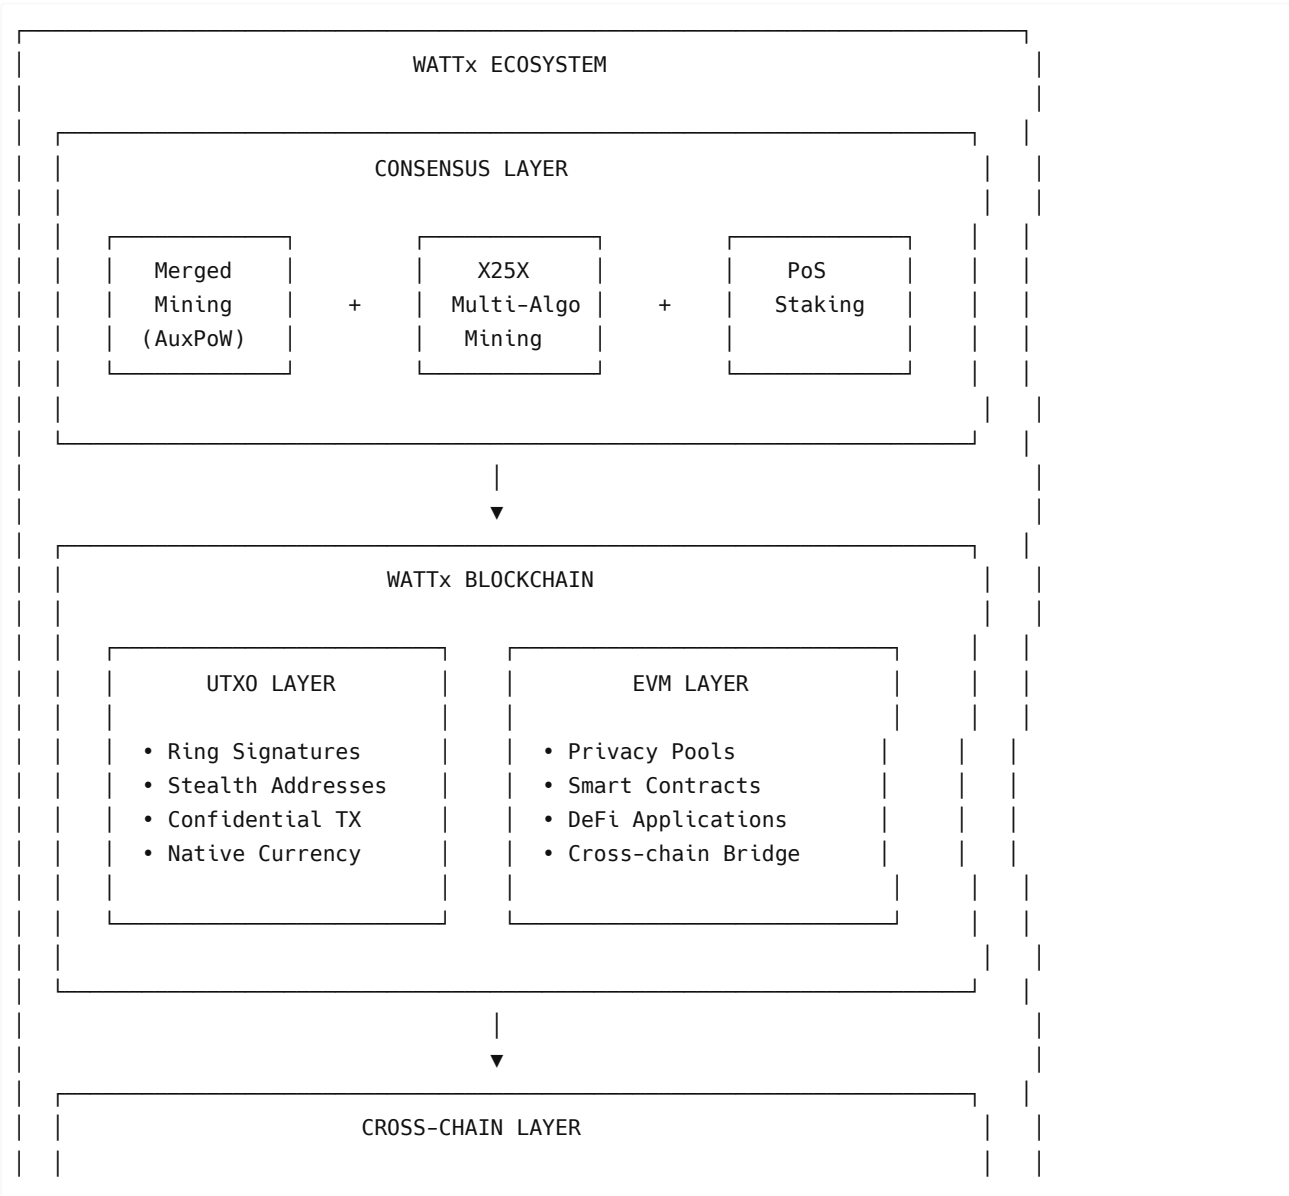 WATTx ECOSYSTEM
CONSENSUS LAYER
Merged X25X PoS
Mining + Multi-Algo + Staking
(AuxPoW) Mining
WATTx BLOCKCHAIN
UTXO LAYER EVM LAYER
• Ring Signatures • Privacy Pools
• Stealth Addresses • Smart Contracts
• Confidential TX • DeFi Applications
• Native Currency • Cross-chain Bridge
CROSS-CHAIN LAYER